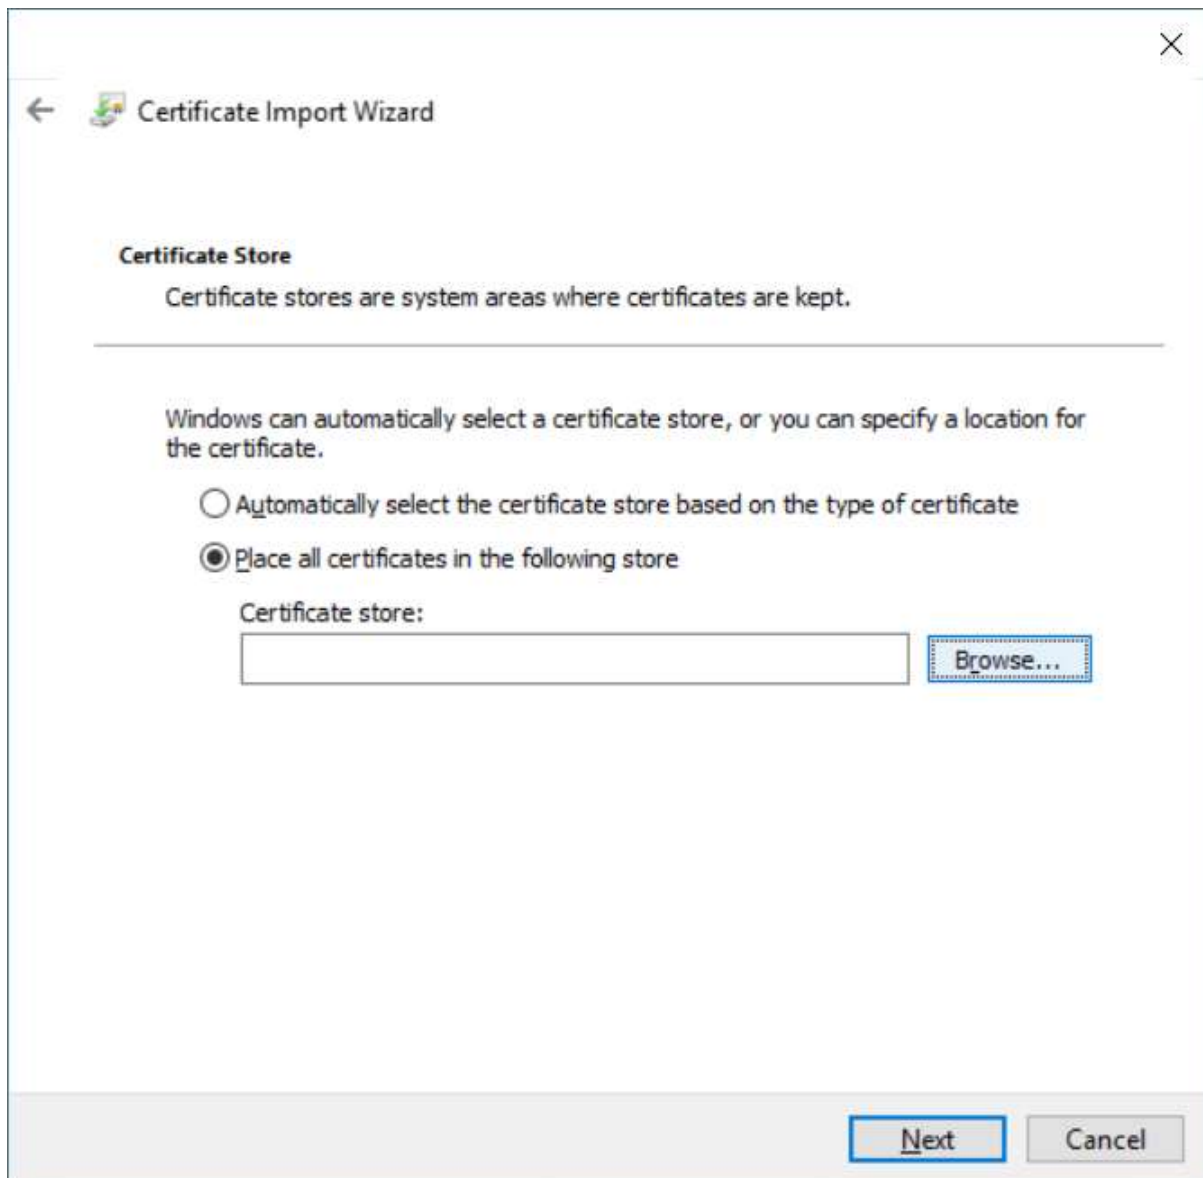 Certificate Import Wizard
Certificate Store
Certificate stores are system areas where certificates are kept.
Windows can automatically select a certificate store, or you can specify a location for
the certificate.
Automatically select the certificate store based on the type of certificate
Place all certificates in the following store
Certificate store:
Browse...
Next
Cancel